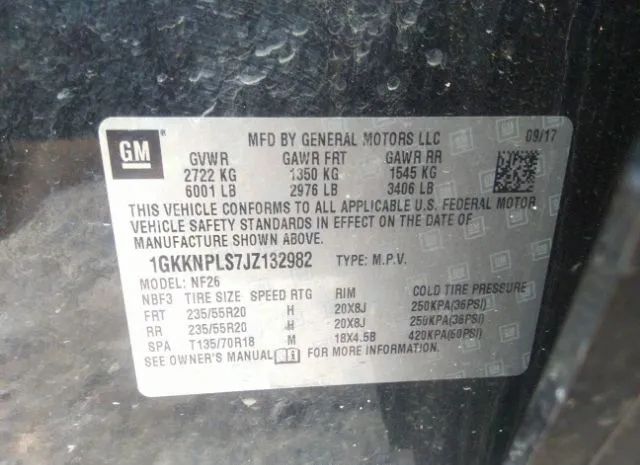 GM ®
MFD BY GENERAL MOTORS LLC 09/17
GVWR GAWR FRT GAWR RR
2722 KG 1350 KG 1545 KG
6001 LB 2976 LB 3406 LB
THIS VEHICLE CONFORMS TO ALL APPLICABLE U.S. FEDERAL MOTOR
VEHICLE SAFETY STANDARDS IN EFFECT ON THE DATE OF
MANUFACTURE SHOWN ABOVE.
1GKKNPLS7JZ132982 TYPE: M.P.V.
MODEL: NF26
NBF3 TIRE SIZE SPEED RTG RIM COLD TIRE PRESSURE
FRT 235/55R20 H 20X8J 250KPA(36PSI)
RR 235/55R20 H 20X8J 250KPA(36PSI)
SPA T135/70R18 M 18X4.5B 420KPA(60PSI)
SEE OWNER'S MANUAL FOR MORE INFORMATION.